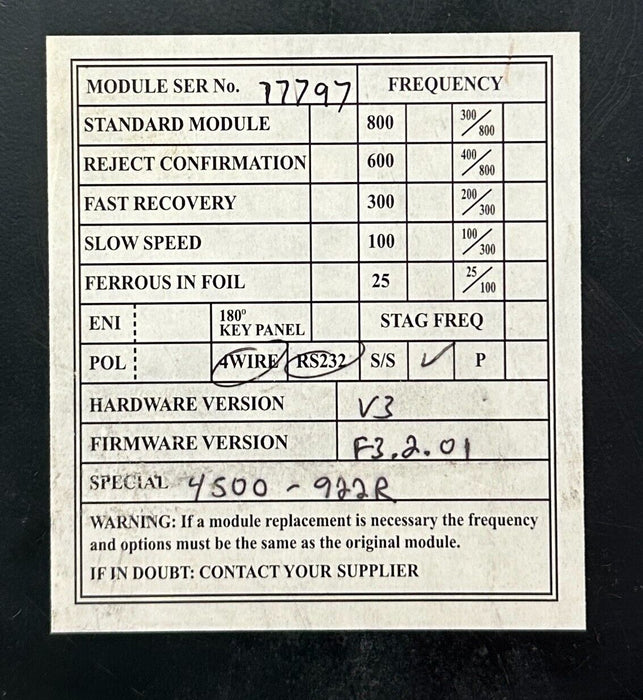 MODULE SER No. 77797 FREQUENCY
STANDARD MODULE 800 300/800
REJECT CONFIRMATION 600 400/800
FAST RECOVERY 300 200/300
SLOW SPEED 100 100/300
FERROUS IN FOIL 25 25/100
ENI 180° KEY PANEL STAG FREQ
POL 4WIRE RS232 S/S ✓ P
HARDWARE VERSION V3
FIRMWARE VERSION F3.2.01
SPECIAL 4500-922R
WARNING: If a module replacement is necessary the frequency
and options must be the same as the original module.
IF IN DOUBT: CONTACT YOUR SUPPLIER